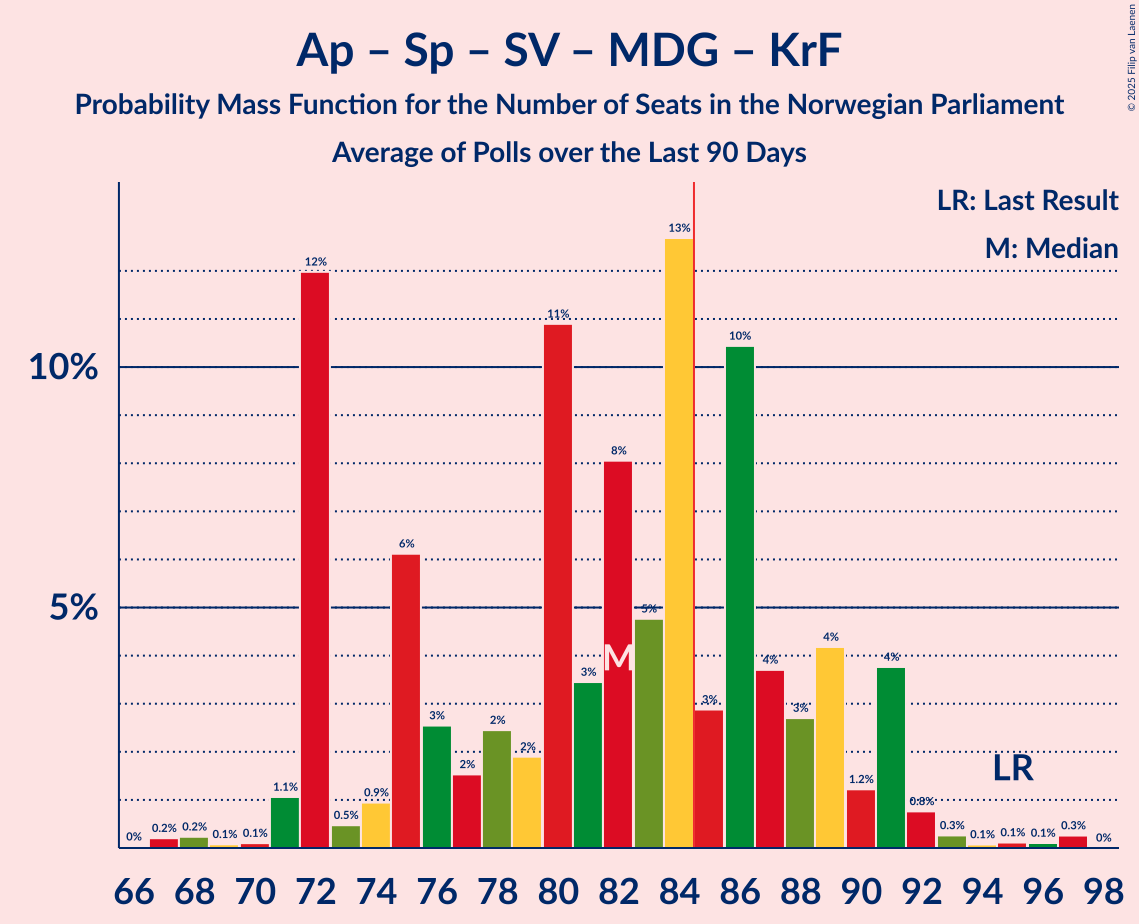 Ap – Sp – SV – MDG – KrF
Probability Mass Function for the Number of Seats in the Norwegian Parliament
Average of Polls over the Last 90 Days
© 2025 Filip van Laenen
LR: Last Result
M: Median
10%
5%
0% 0.2% 0.2% 0.1% 0.1% 1.1% 12% 0.5% 0.9% 6% 3% 2% 2% 2% 11% 3% 8% 5% 13% 3% 10% 4% 3% 4% 1.2% 4% 0.8% 0.3% 0.1% 0.1% 0.1% 0.3% 0%
M
LR
66 68 70 72 74 76 78 80 82 84 86 88 90 92 94 96 98